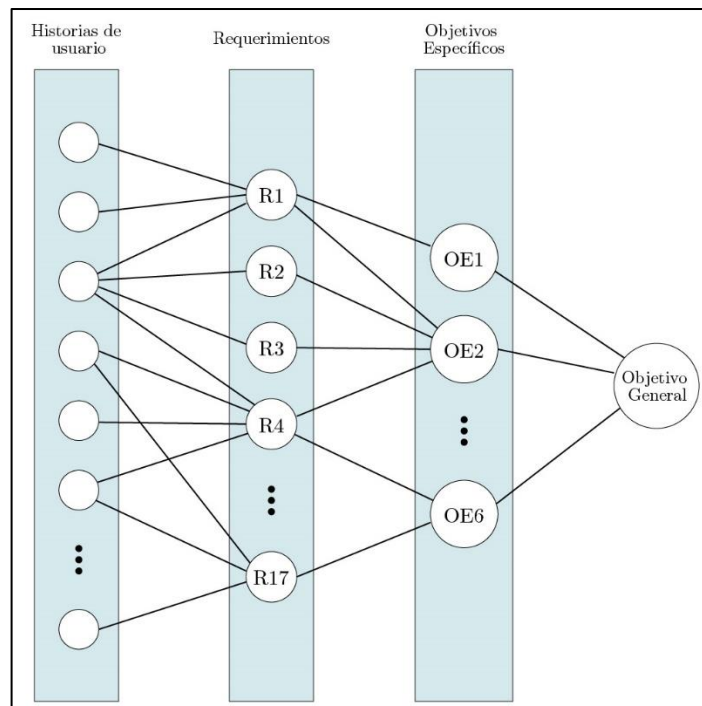 Historias de
usuario
Requerimientos
Objetivos
Específicos
R1
R2
R3
R4
R17
OE1
OE2
OE6
Objetivo
General